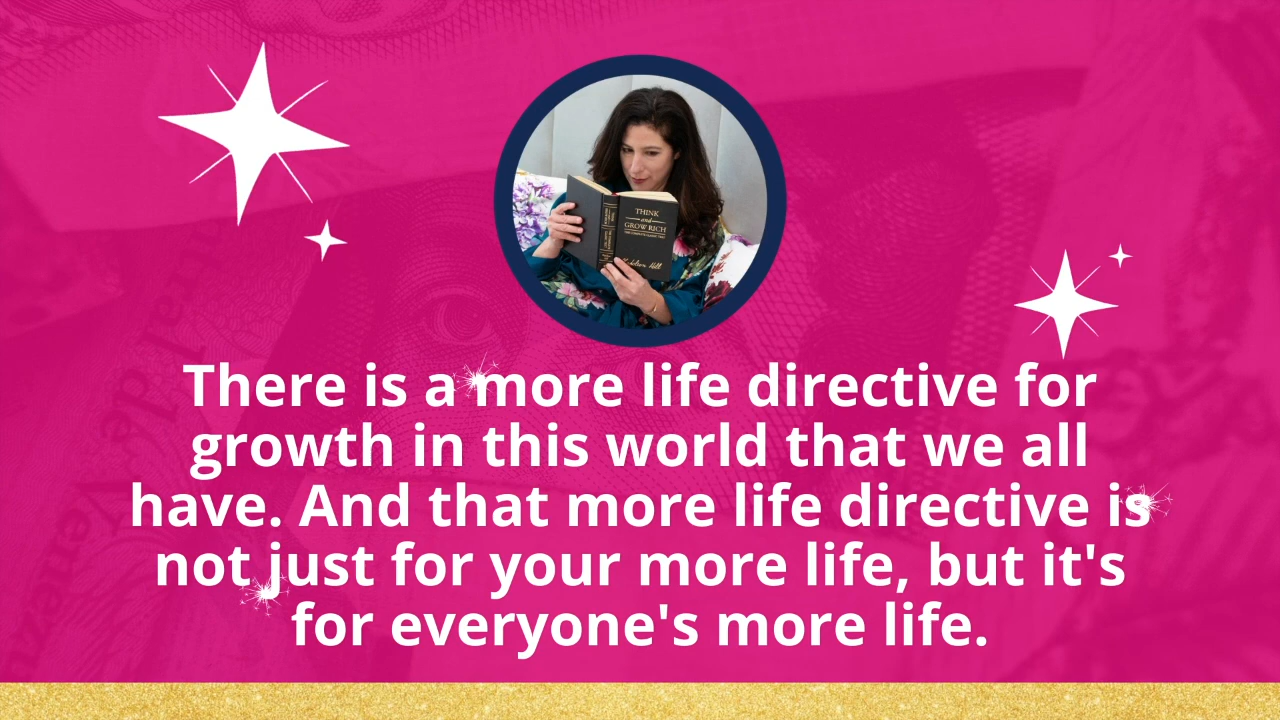 THINK
and
GROW RICH
There is a more life directive for
growth in this world that we all
have. And that more life directive is
not just for your more life, but it's
for everyone's more life.